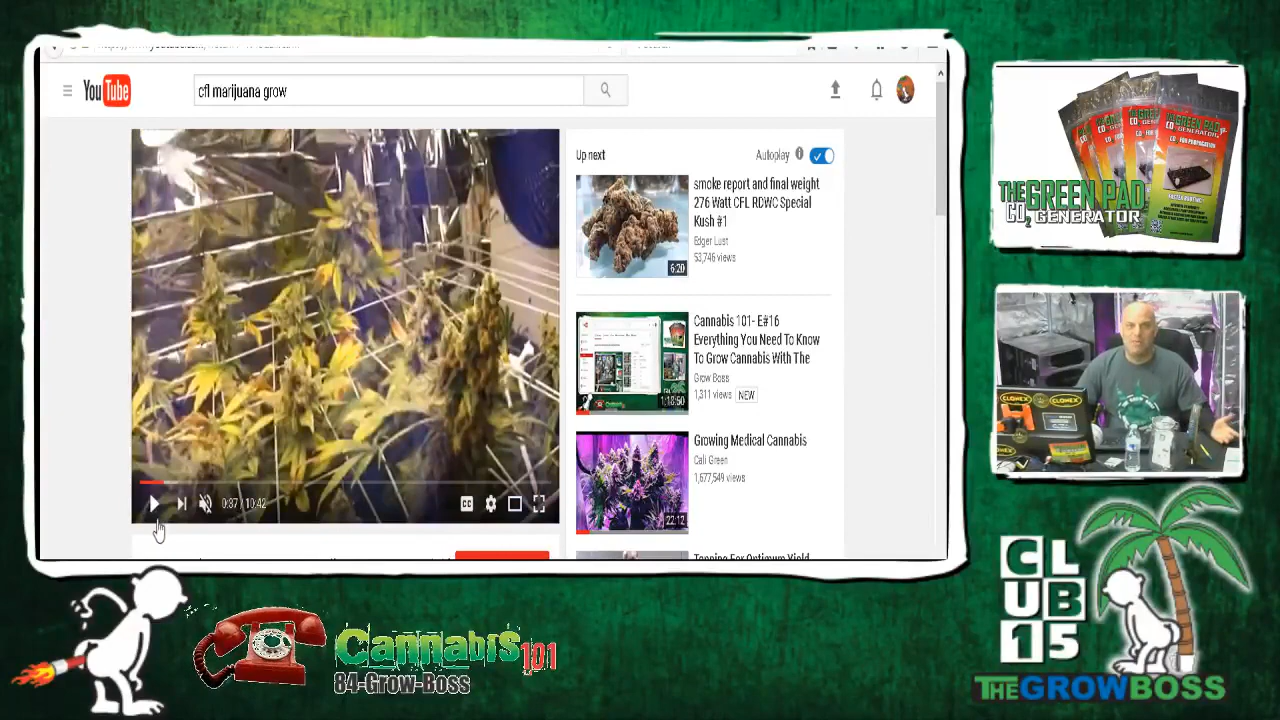 YouTube
cfl marijuana grow
Up next
Autoplay
smoke report and final weight
276 Watt CFL RDWC Special
Kush #1
Edger Lust
53,746 views
6:20
Cannabis 101- E#16
Everything You Need To Know
To Grow Cannabis With The
Grow Boss
1,311 views NEW
1:18:50
Growing Medical Cannabis
Cali Green
1,677,549 views
22:12
0:37 / 10:42
CC
THE GREEN PAD
CO2 GENERATOR
CLONEX
CLONEX
Cannabis 101
84-Grow-Boss
CLUB 15
THEGROWBOSS